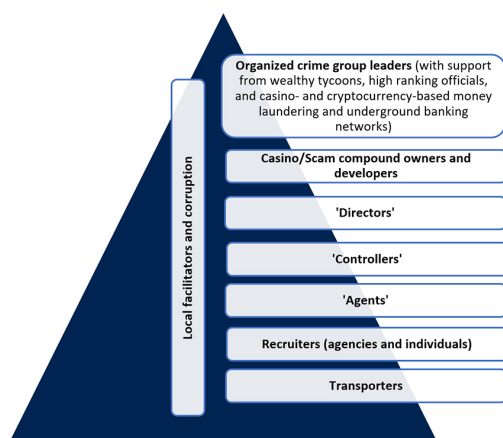 Organized crime group leaders (with support
from wealthy tycoons, high ranking officials,
and casino- and cryptocurrency-based money
laundering and underground banking
networks)
Casino/Scam compound owners and
developers
'Directors'
'Controllers'
'Agents'
Recruiters (agencies and individuals)
Transporters
Local facilitators and corruption